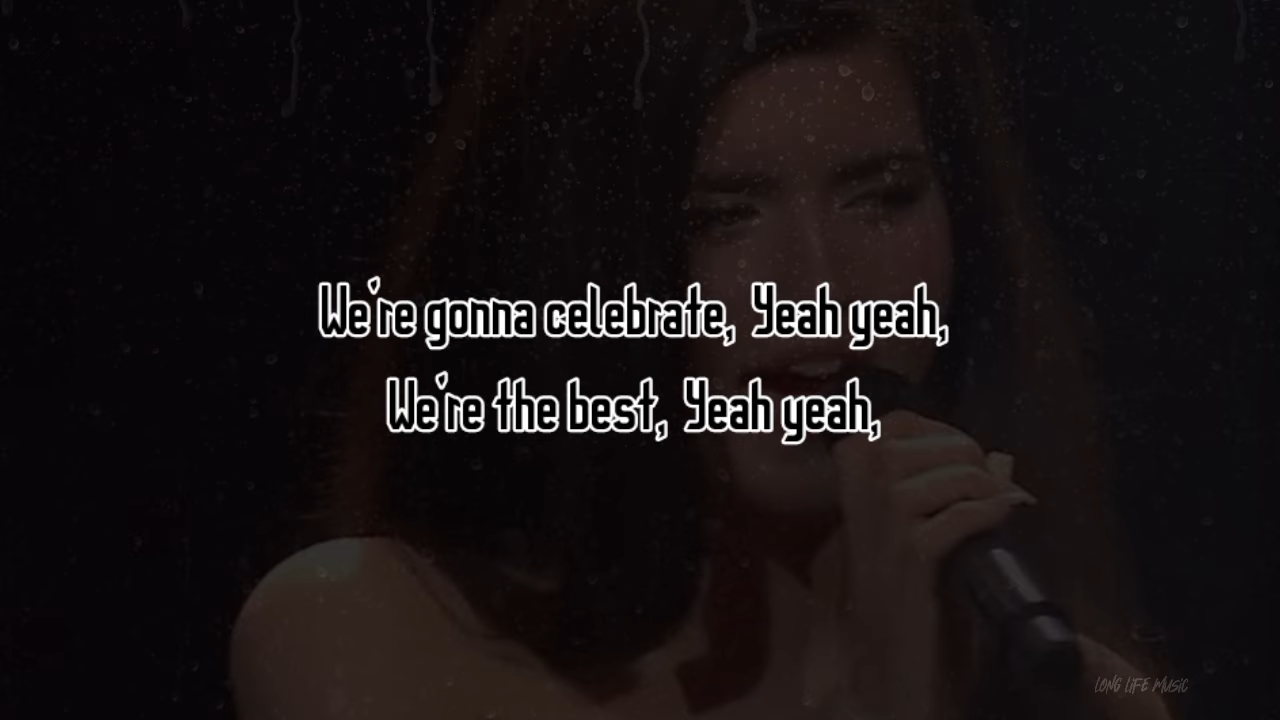 We're gonna celebrate, Yeah yeah,
We're the best, Yeah yeah,
LONG LIFE MUSIC